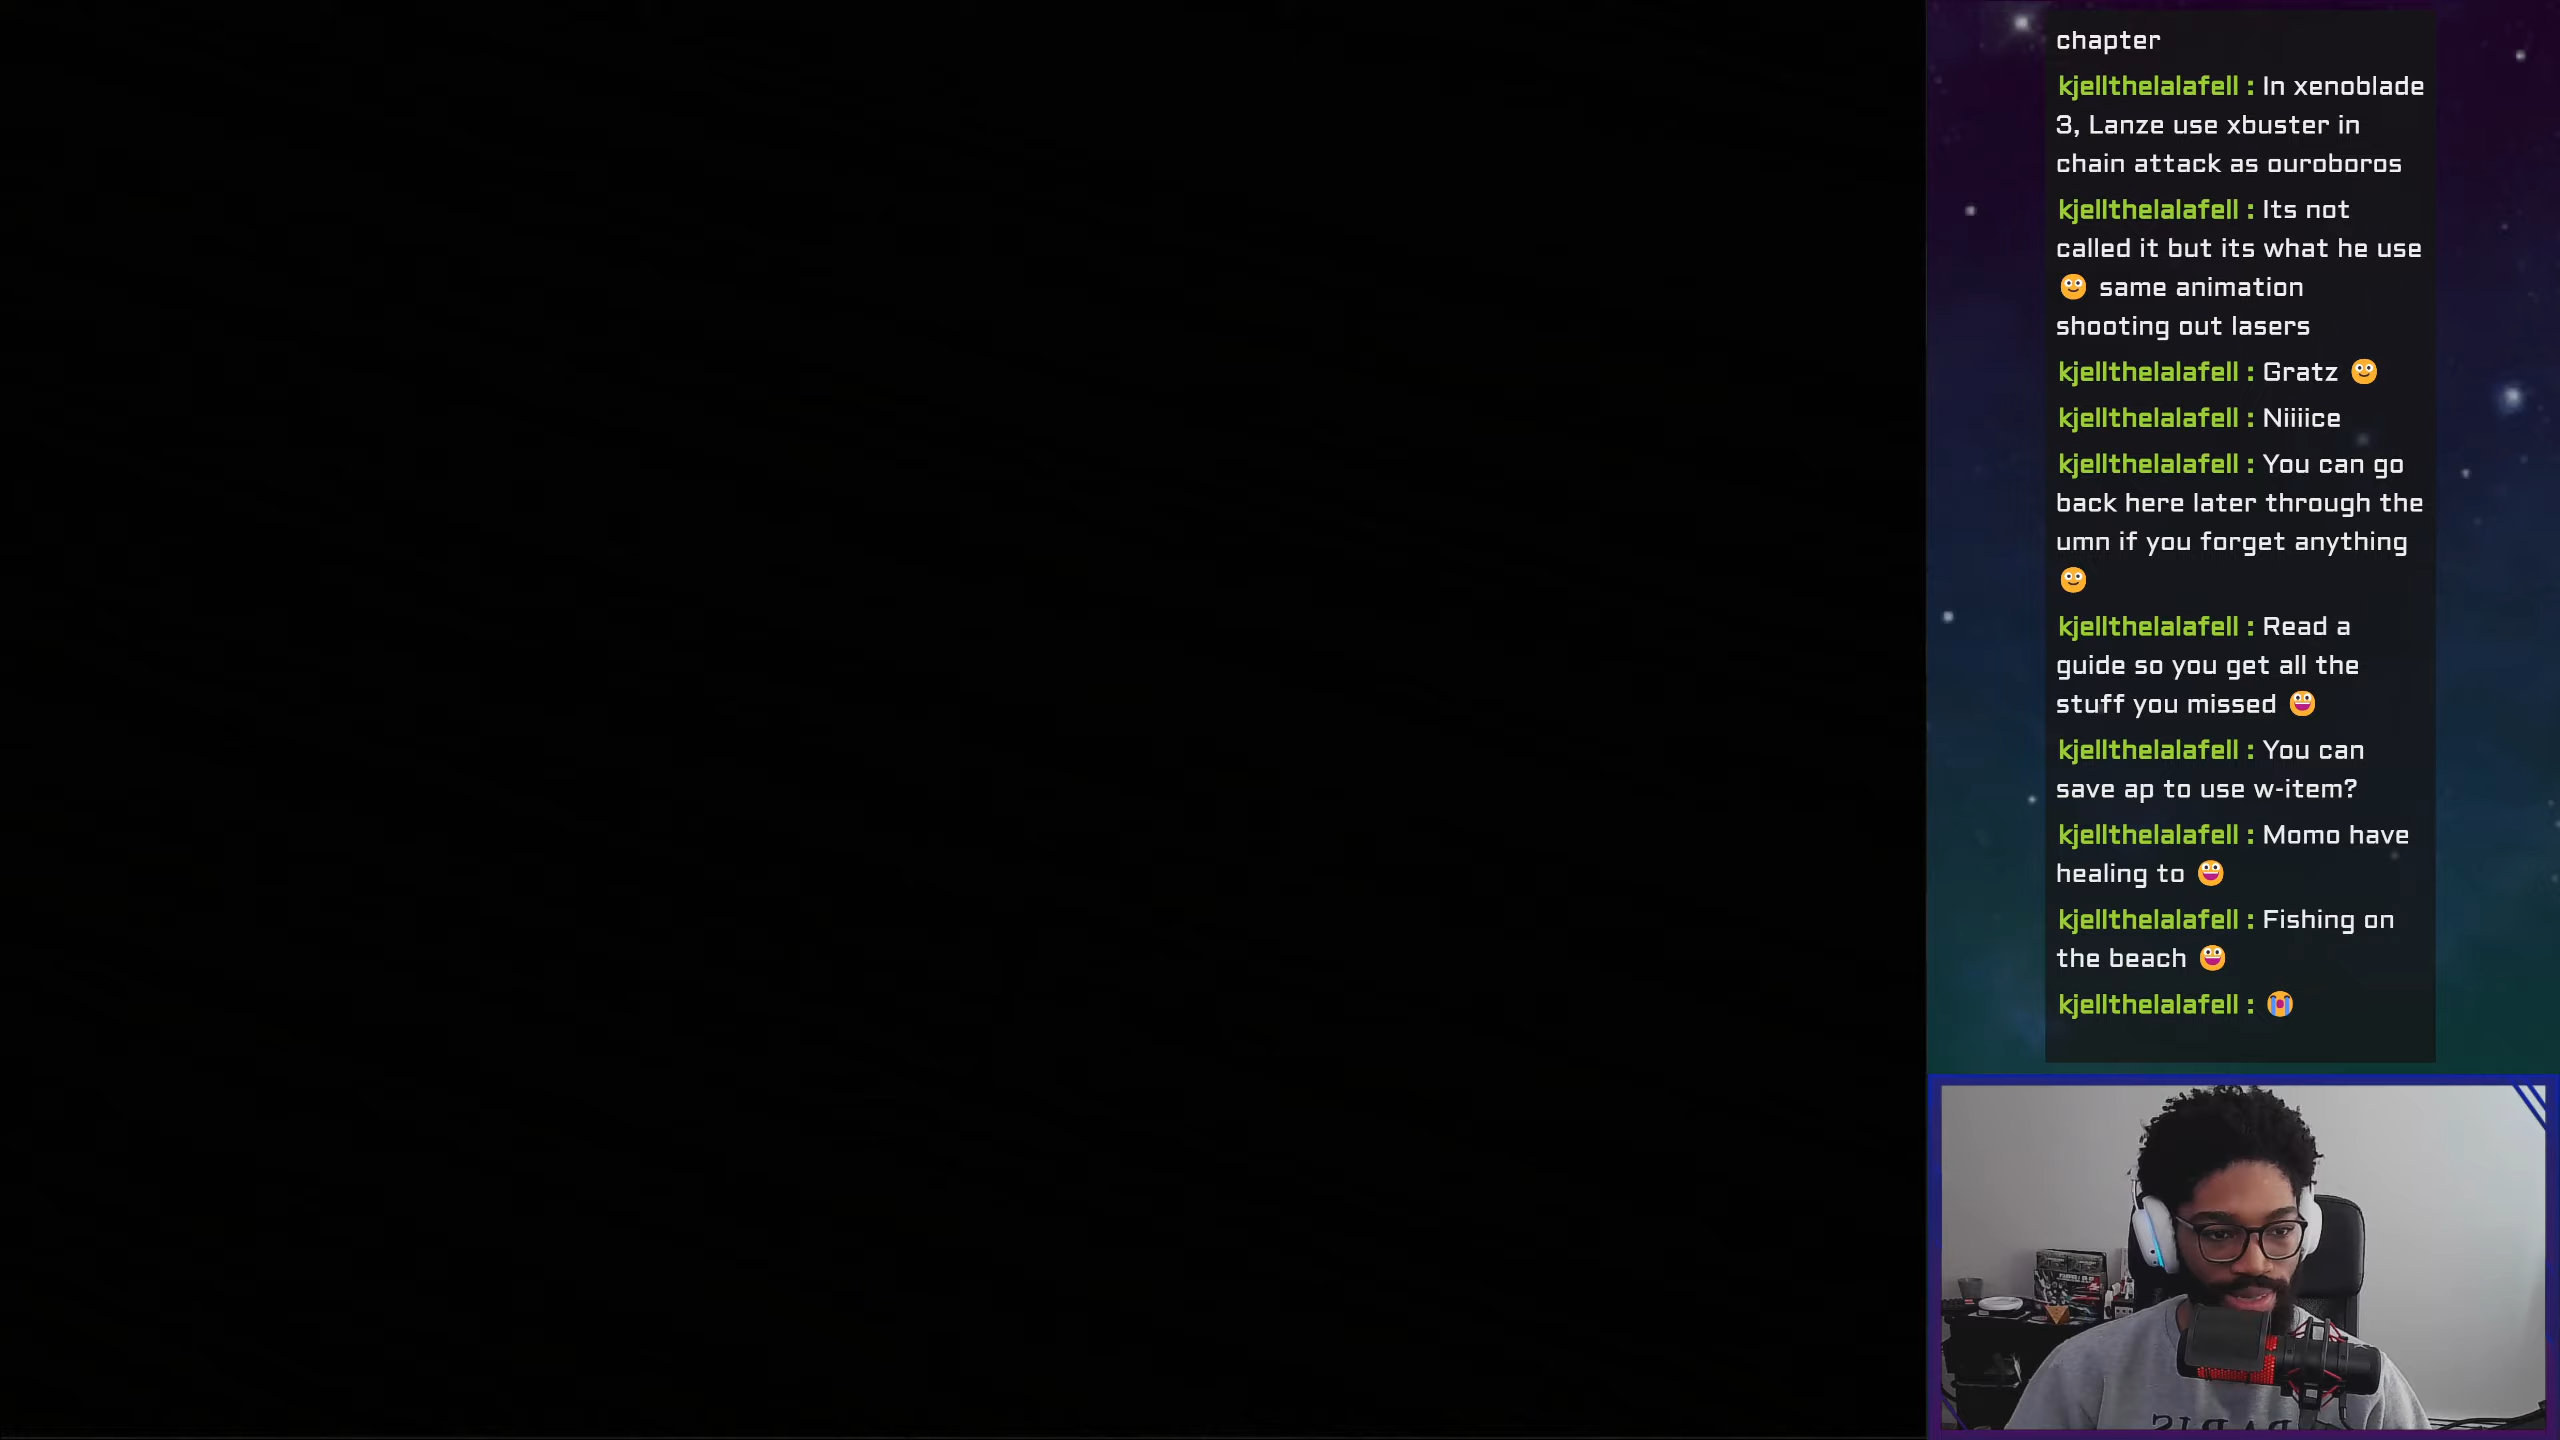 chapter
kjellthelalafell : In xenoblade
3, Lanze use xbuster in
chain attack as ouroboros
kjellthelalafell : Its not
called it but its what he use
same animation
shooting out lasers
kjellthelalafell : Gratz
kjellthelalafell : Niiiice
kjellthelalafell : You can go
back here later through the
umn if you forget anything
kjellthelalafell : Read a
guide so you get all the
stuff you missed
kjellthelalafell : You can
save ap to use w-item?
kjellthelalafell : Momo have
healing to
kjellthelalafell : Fishing on
the beach
kjellthelalafell :
PARIS